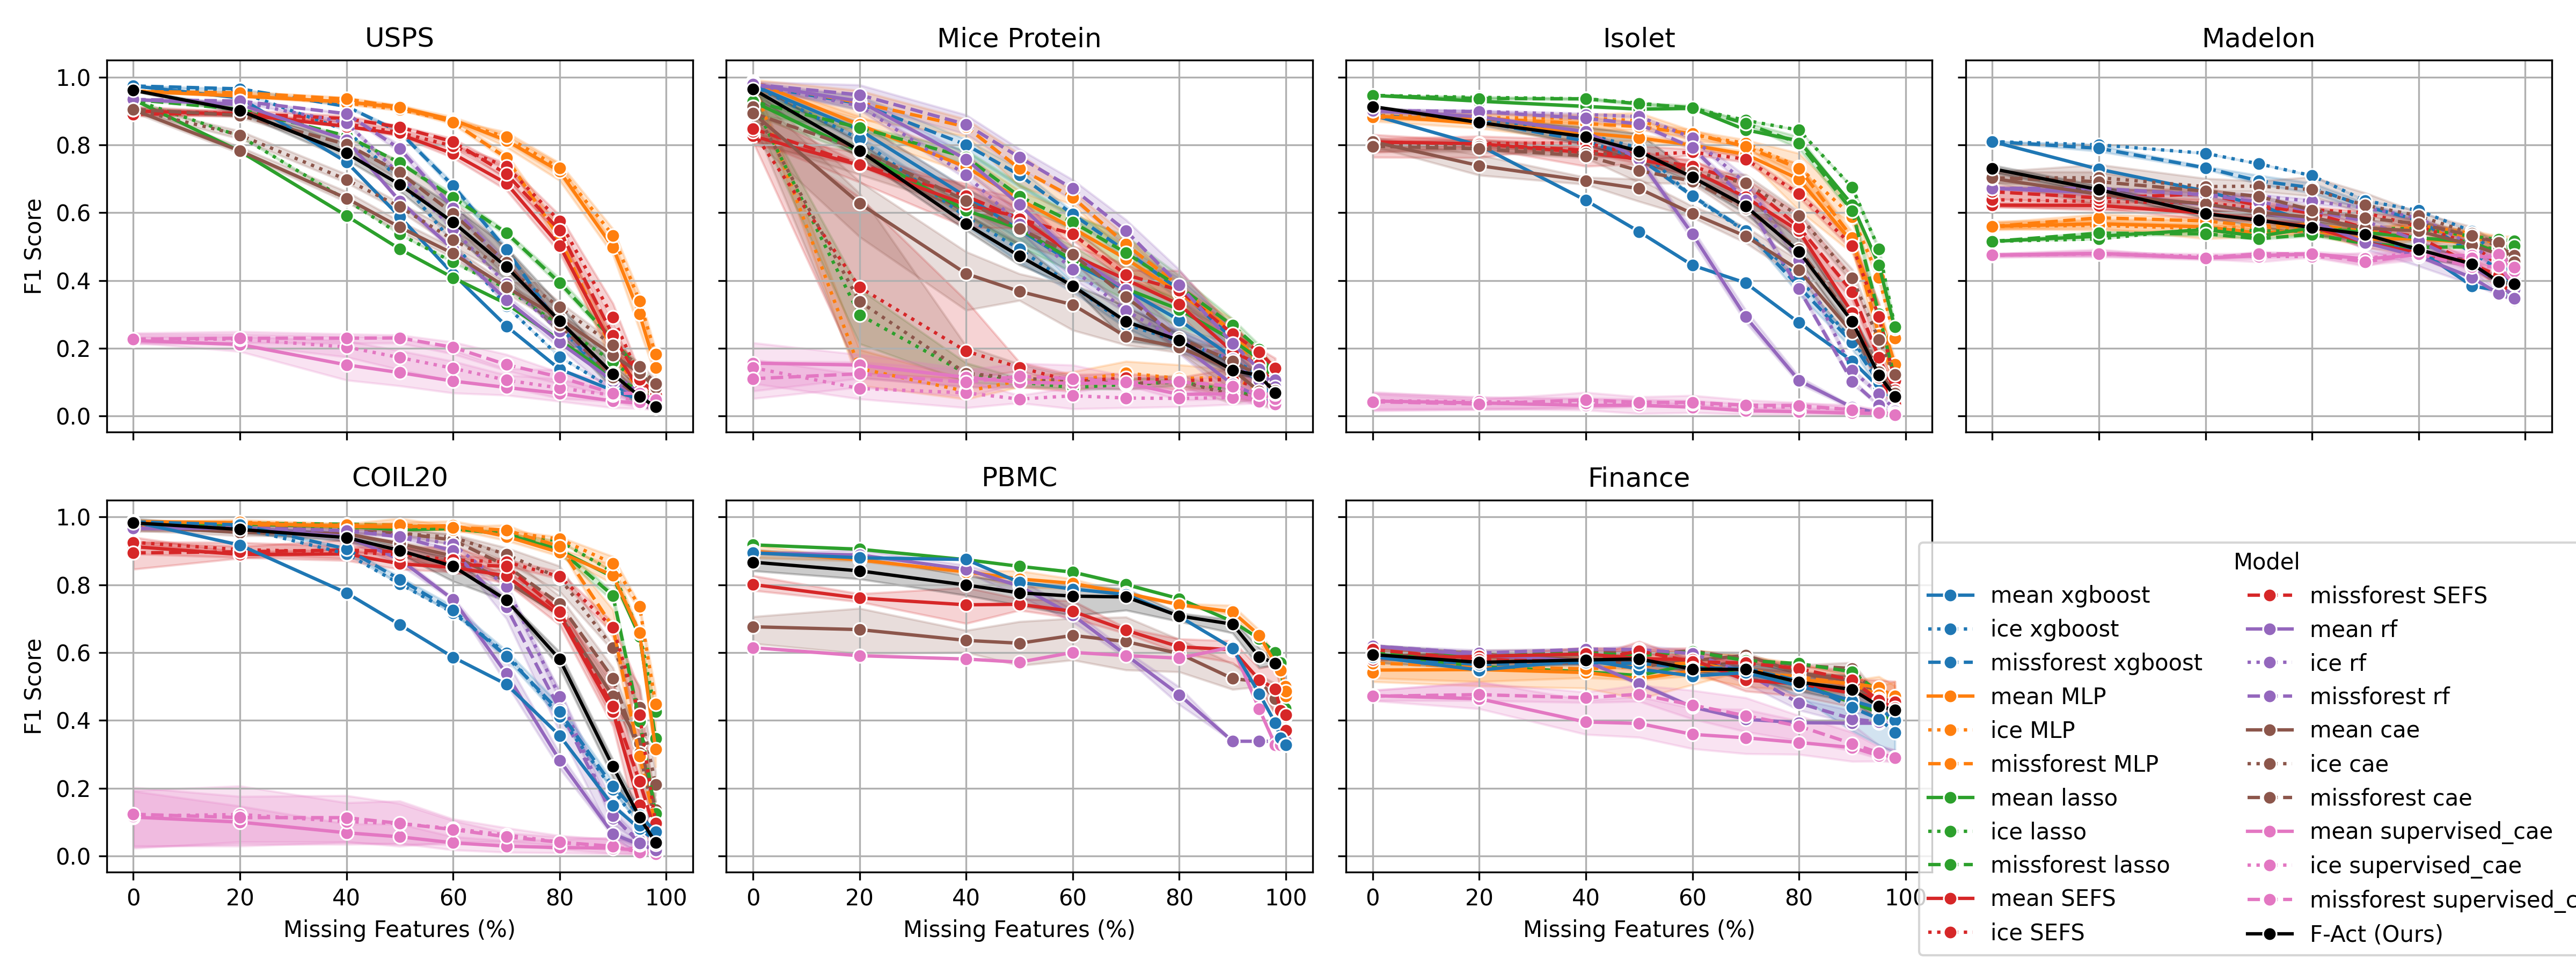 USPS
Mice Protein
Isolet
Madelon
1.0
0.8
0.6
0.4
0.2
0.0
F1 Score
COIL20
PBMC
Finance
1.0
0.8
0.6
0.4
0.2
0.0
F1 Score
0 20 40 60 80 100
0 20 40 60 80 100
0 20 40 60 80 100
Missing Features (%)
Missing Features (%)
Missing Features (%)
Model
mean xgboost
ice xgboost
missforest xgboost
mean MLP
ice MLP
missforest MLP
mean lasso
ice lasso
missforest lasso
mean SEFS
ice SEFS
missforest SEFS
mean rf
ice rf
missforest rf
mean cae
ice cae
missforest cae
mean supervised_cae
ice supervised_cae
missforest supervised_c
F-Act (Ours)